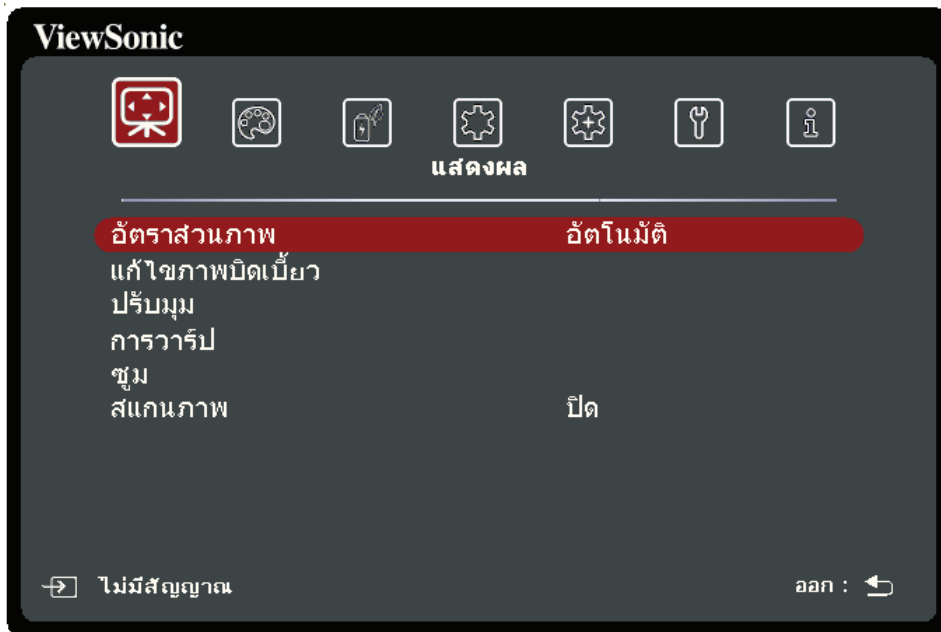 ViewSonic
แสดงผล
อัตราส่วนภาพ อัตโนมัติ
แก้ไขภาพบิดเบี้ยว
ปรับมุม
การวาร์ป
ซูม
สแกนภาพ ปิด
ไม่มีสัญญาณ ออก :